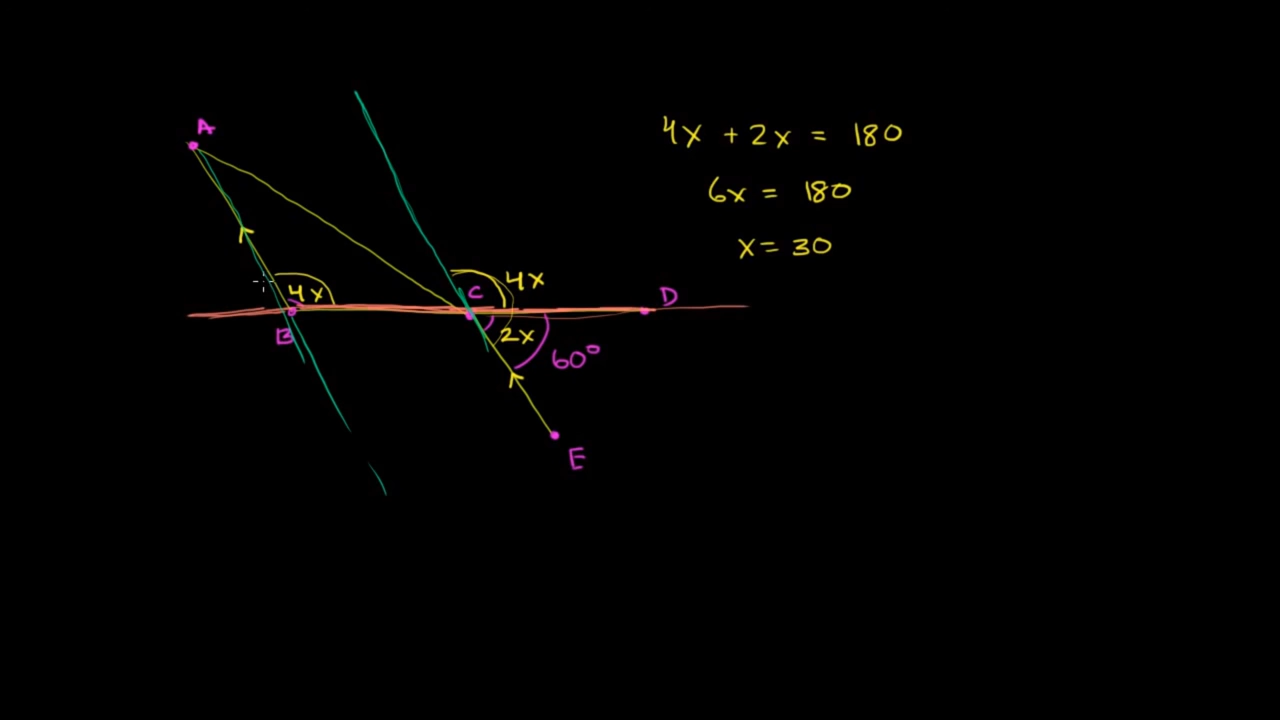 A
4x + 2x = 180
6x = 180
x = 30
4x
C
4x
D
B
2x
60°
E